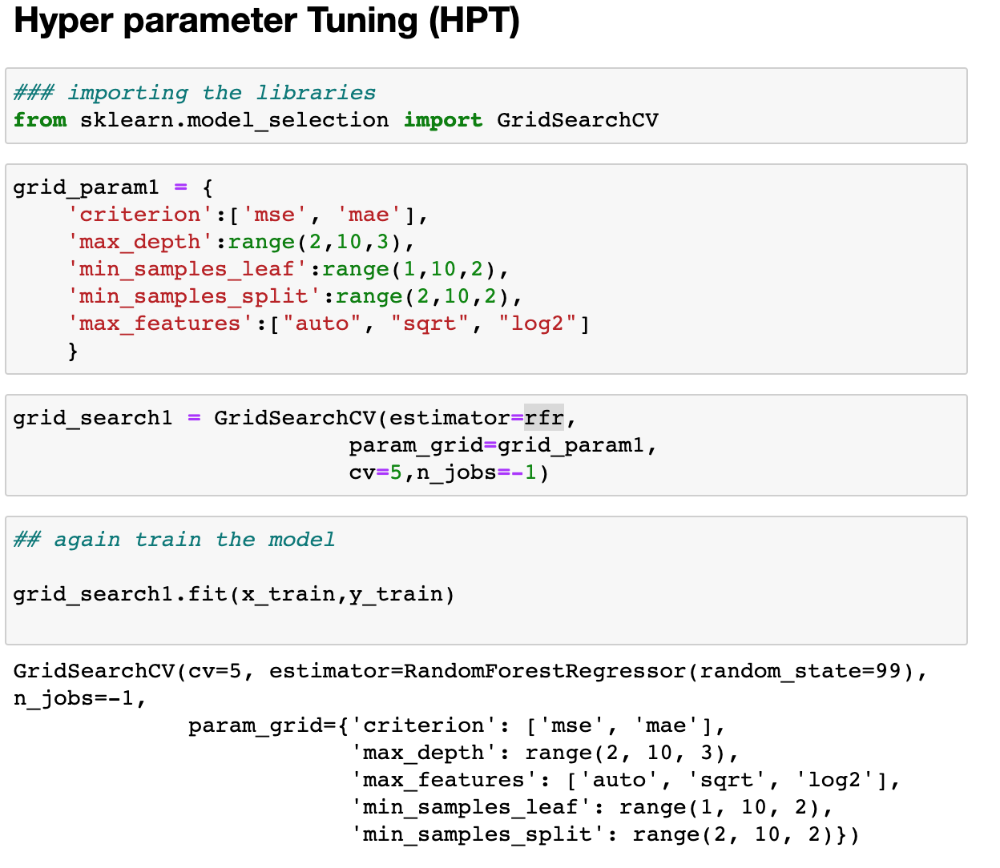 Hyper parameter Tuning (HPT)
### importing the libraries
from sklearn.model_selection import GridSearchCV
grid_param1 = {
    'criterion':['mse', 'mae'],
    'max_depth':range(2,10,3),
    'min_samples_leaf':range(1,10,2),
    'min_samples_split':range(2,10,2),
    'max_features':["auto", "sqrt", "log2"]
    }
grid_search1 = GridSearchCV(estimator=rfr,
                         param_grid=grid_param1,
                         cv=5,n_jobs=-1)
## again train the model
grid_search1.fit(x_train,y_train)
GridSearchCV(cv=5, estimator=RandomForestRegressor(random_state=99),
n_jobs=-1,
             param_grid={'criterion': ['mse', 'mae'],
                         'max_depth': range(2, 10, 3),
                         'max_features': ['auto', 'sqrt', 'log2'],
                         'min_samples_leaf': range(1, 10, 2),
                         'min_samples_split': range(2, 10, 2)})